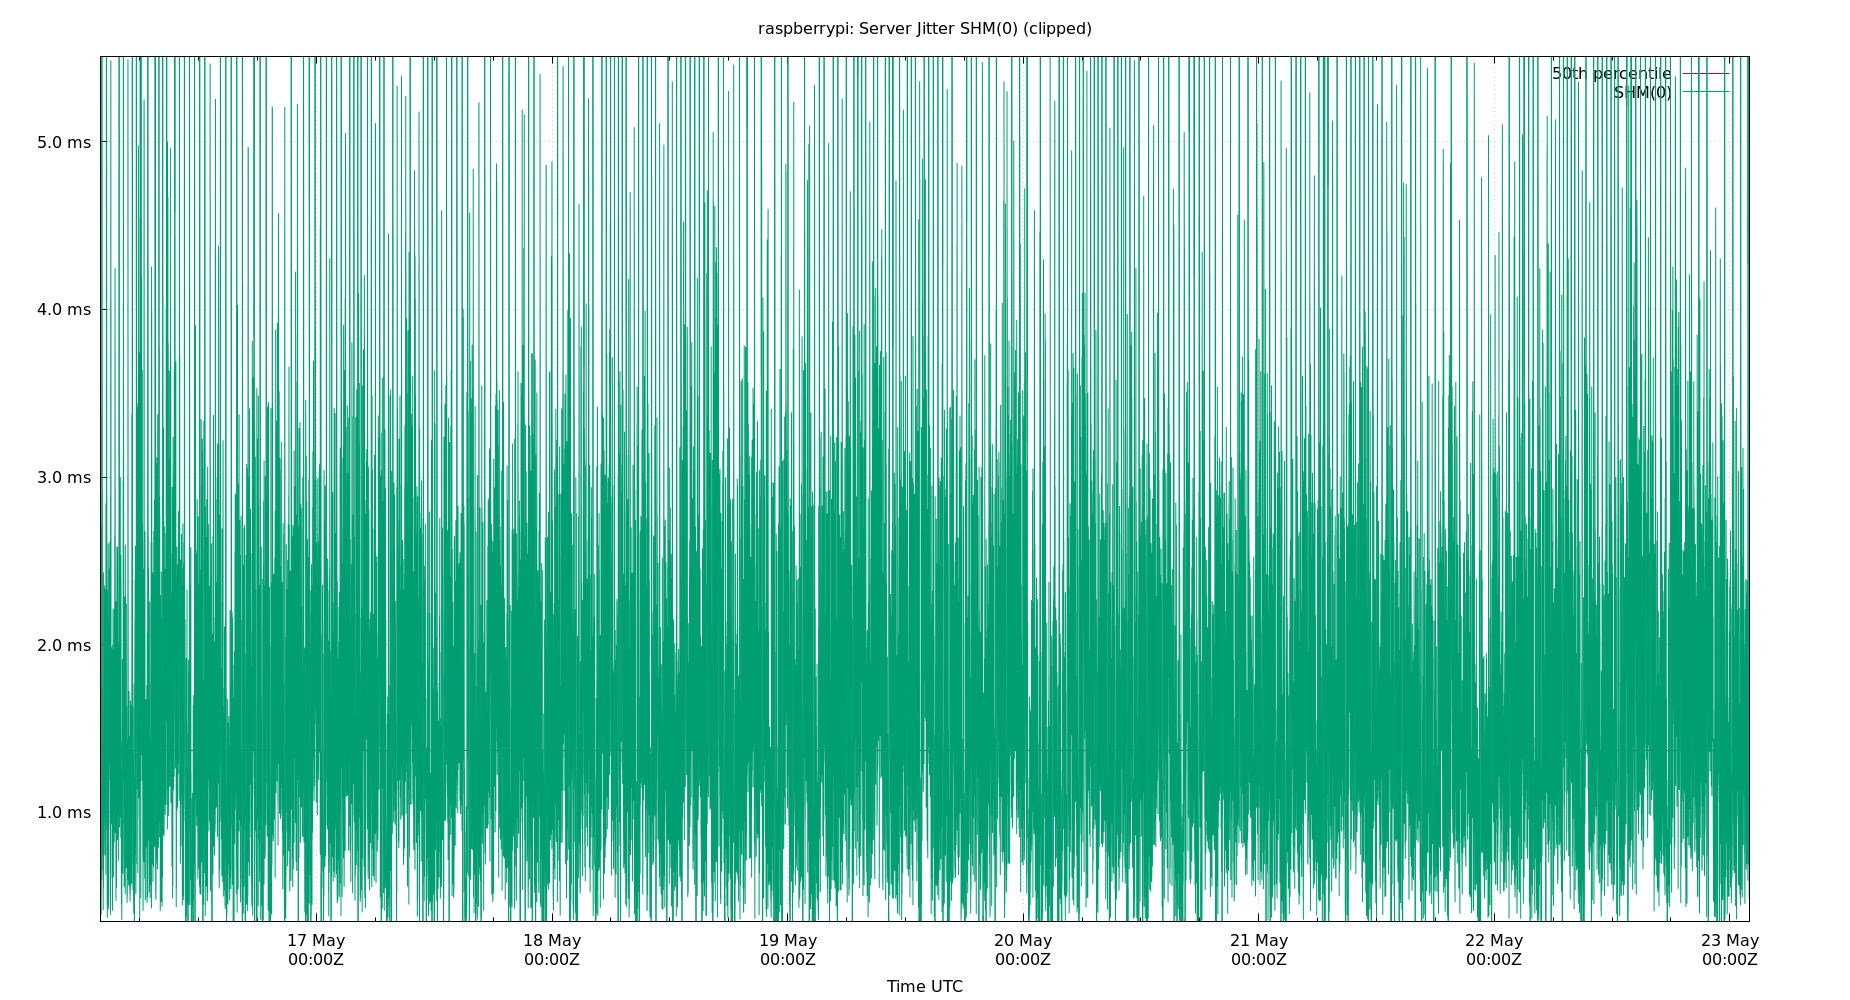 raspberrypi: Server Jitter SHM(0) (clipped)
50th percentile
SHM(0)
5.0 ms
4.0 ms
3.0 ms
2.0 ms
1.0 ms
17 May
00:00Z
18 May
00:00Z
19 May
00:00Z
20 May
00:00Z
21 May
00:00Z
22 May
00:00Z
23 May
00:00Z
Time UTC